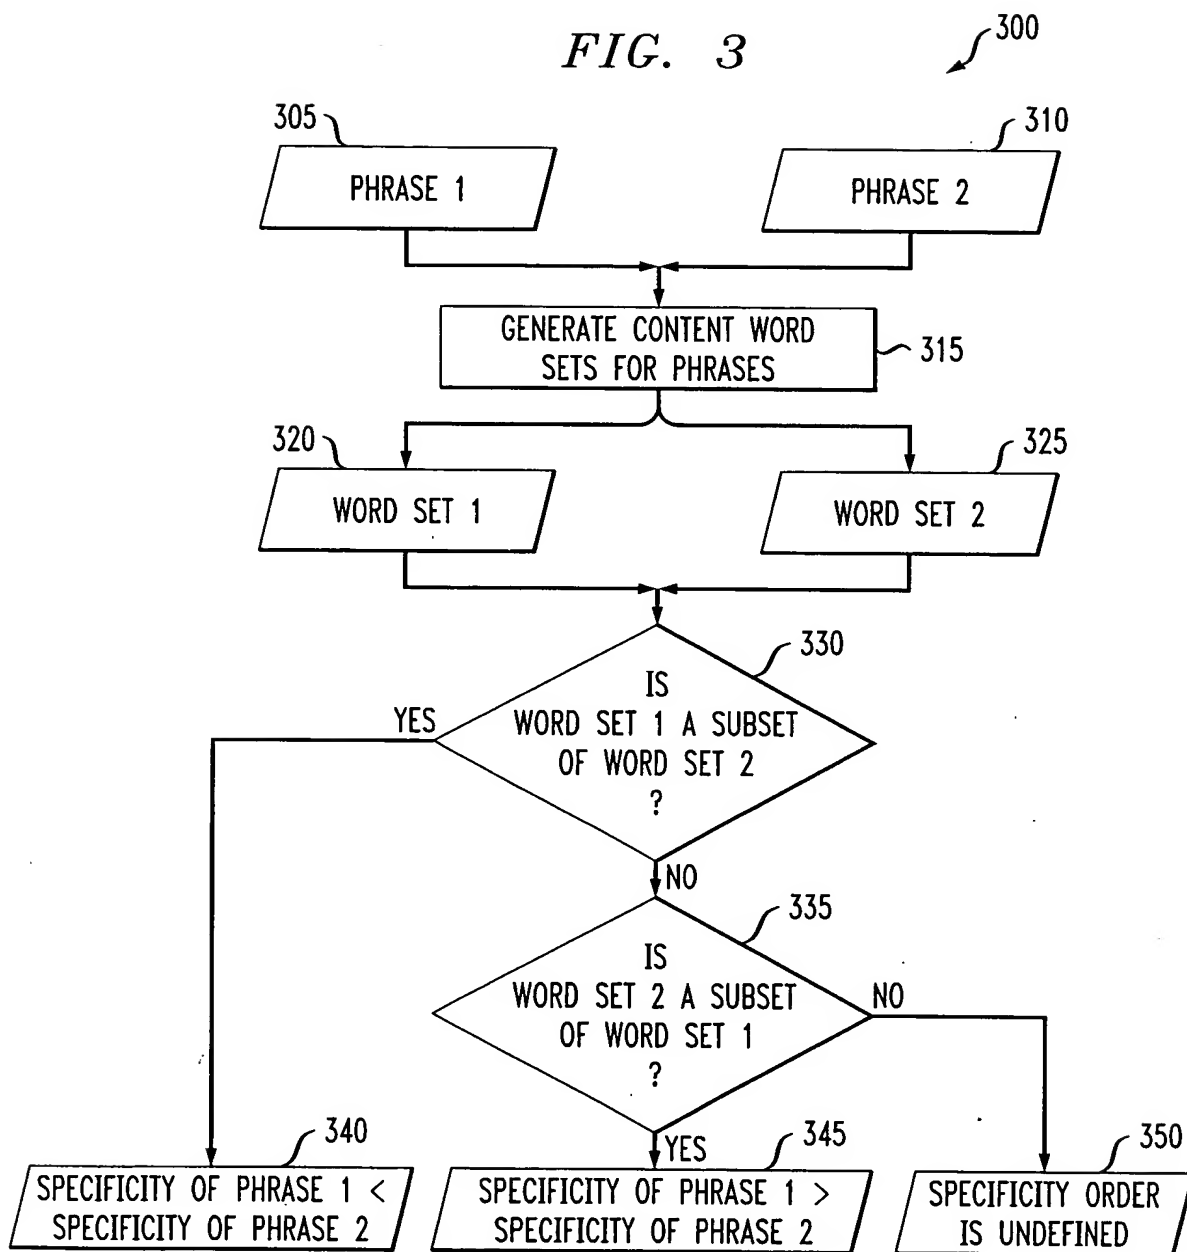 FIG. 3
300
305
310
PHRASE 1
PHRASE 2
GENERATE CONTENT WORD
SETS FOR PHRASES
315
320
325
WORD SET 1
WORD SET 2
330
IS
WORD SET 1 A SUBSET
OF WORD SET 2
?
YES
NO
335
IS
WORD SET 2 A SUBSET
OF WORD SET 1
?
NO
YES
340
345
350
SPECIFICITY OF PHRASE 1 <
SPECIFICITY OF PHRASE 2
SPECIFICITY OF PHRASE 1 >
SPECIFICITY OF PHRASE 2
SPECIFICITY ORDER
IS UNDEFINED